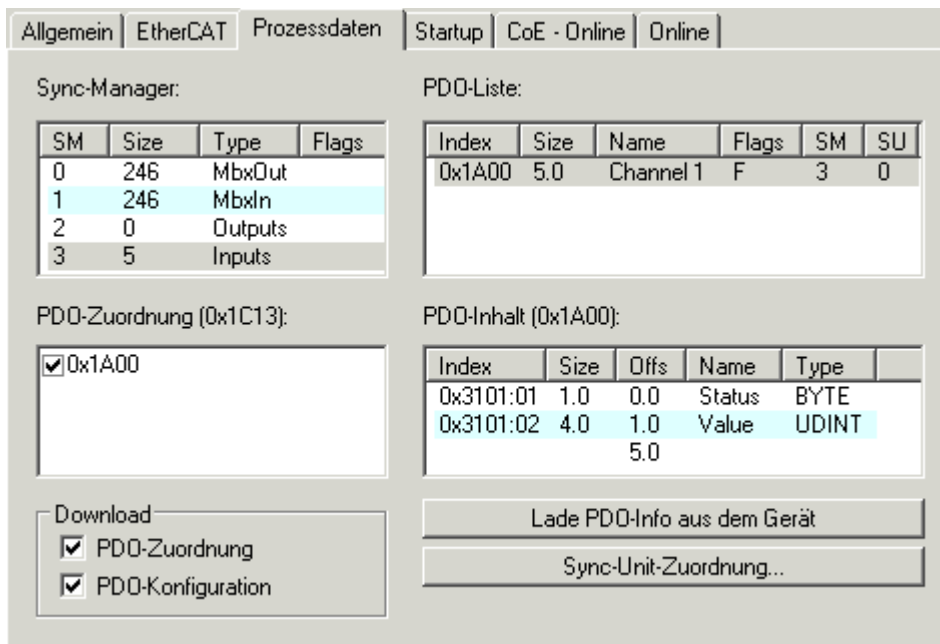 Allgemein EtherCAT Prozessdaten Startup CoE - Online Online
Sync-Manager:
SM Size Type Flags
0 246 MbxOut
1 246 MbxIn
2 0 Outputs
3 5 Inputs
PDO-Liste:
Index Size Name Flags SM SU
0x1A00 5.0 Channel 1 F 3 0
PDO-Zuordnung (0x1C13):
0x1A00
PDO-Inhalt (0x1A00):
Index Size Offs Name Type
0x3101:01 1.0 0.0 Status BYTE
0x3101:02 4.0 1.0 Value UDINT
5.0
Download
PDO-Zuordnung
PDO-Konfiguration
Lade PDO-Info aus dem Gerät
Sync-Unit-Zuordnung...